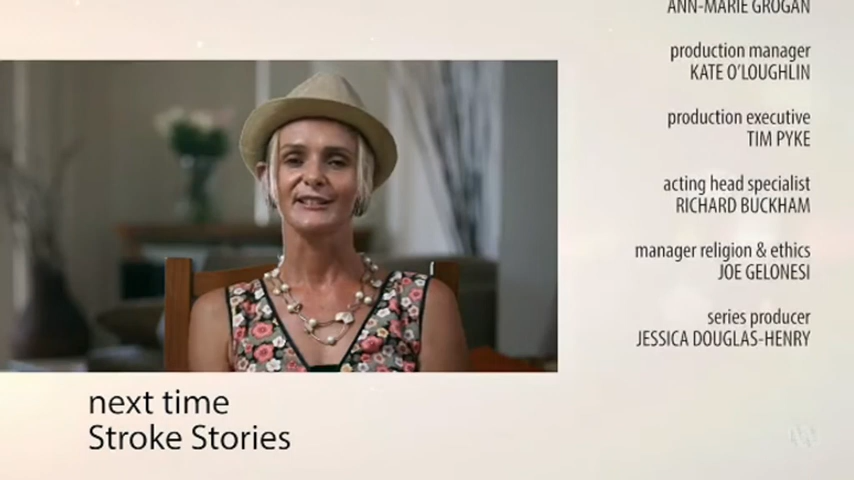 ANN-MARIE GROGAN
production manager
KATE O'LOUGHLIN
production executive
TIM PYKE
acting head specialist
RICHARD BUCKHAM
manager religion & ethics
JOE GELONESI
series producer
JESSICA DOUGLAS-HENRY
next time
Stroke Stories